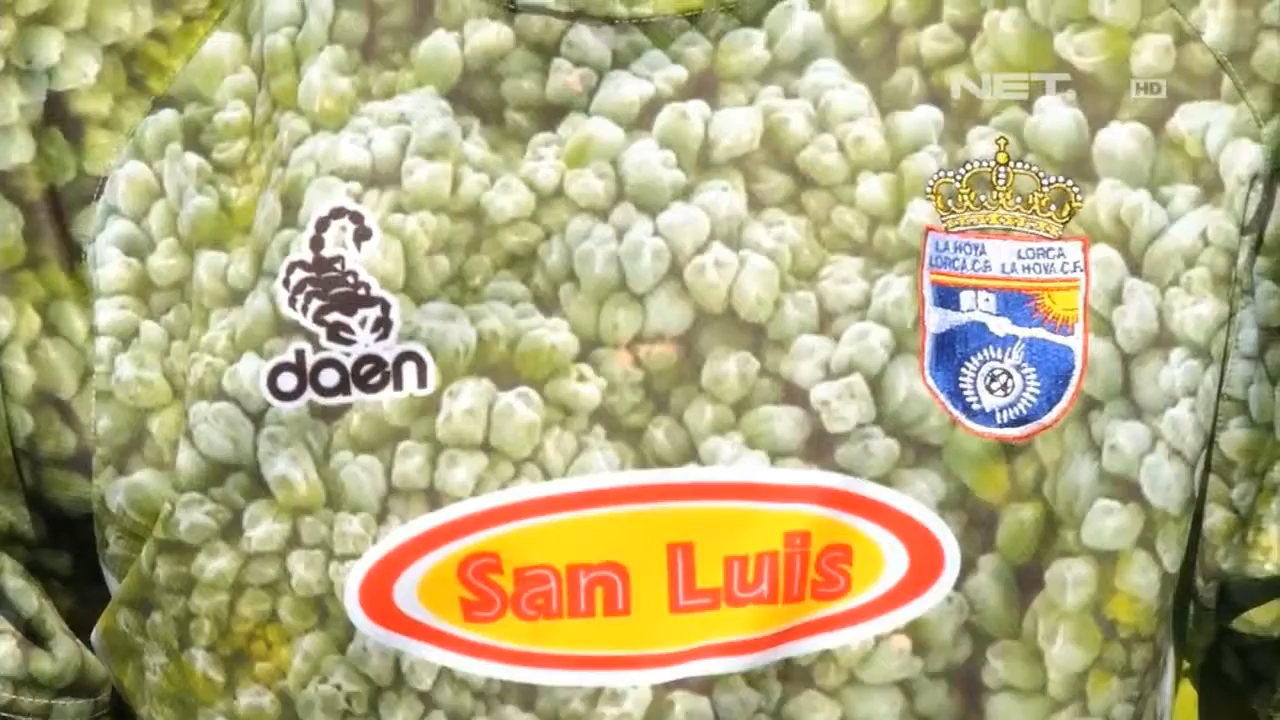 NET.
HD
LA HOYA LORCA
LORCA C.F. LA HOYA C.F.
daen
San Luis